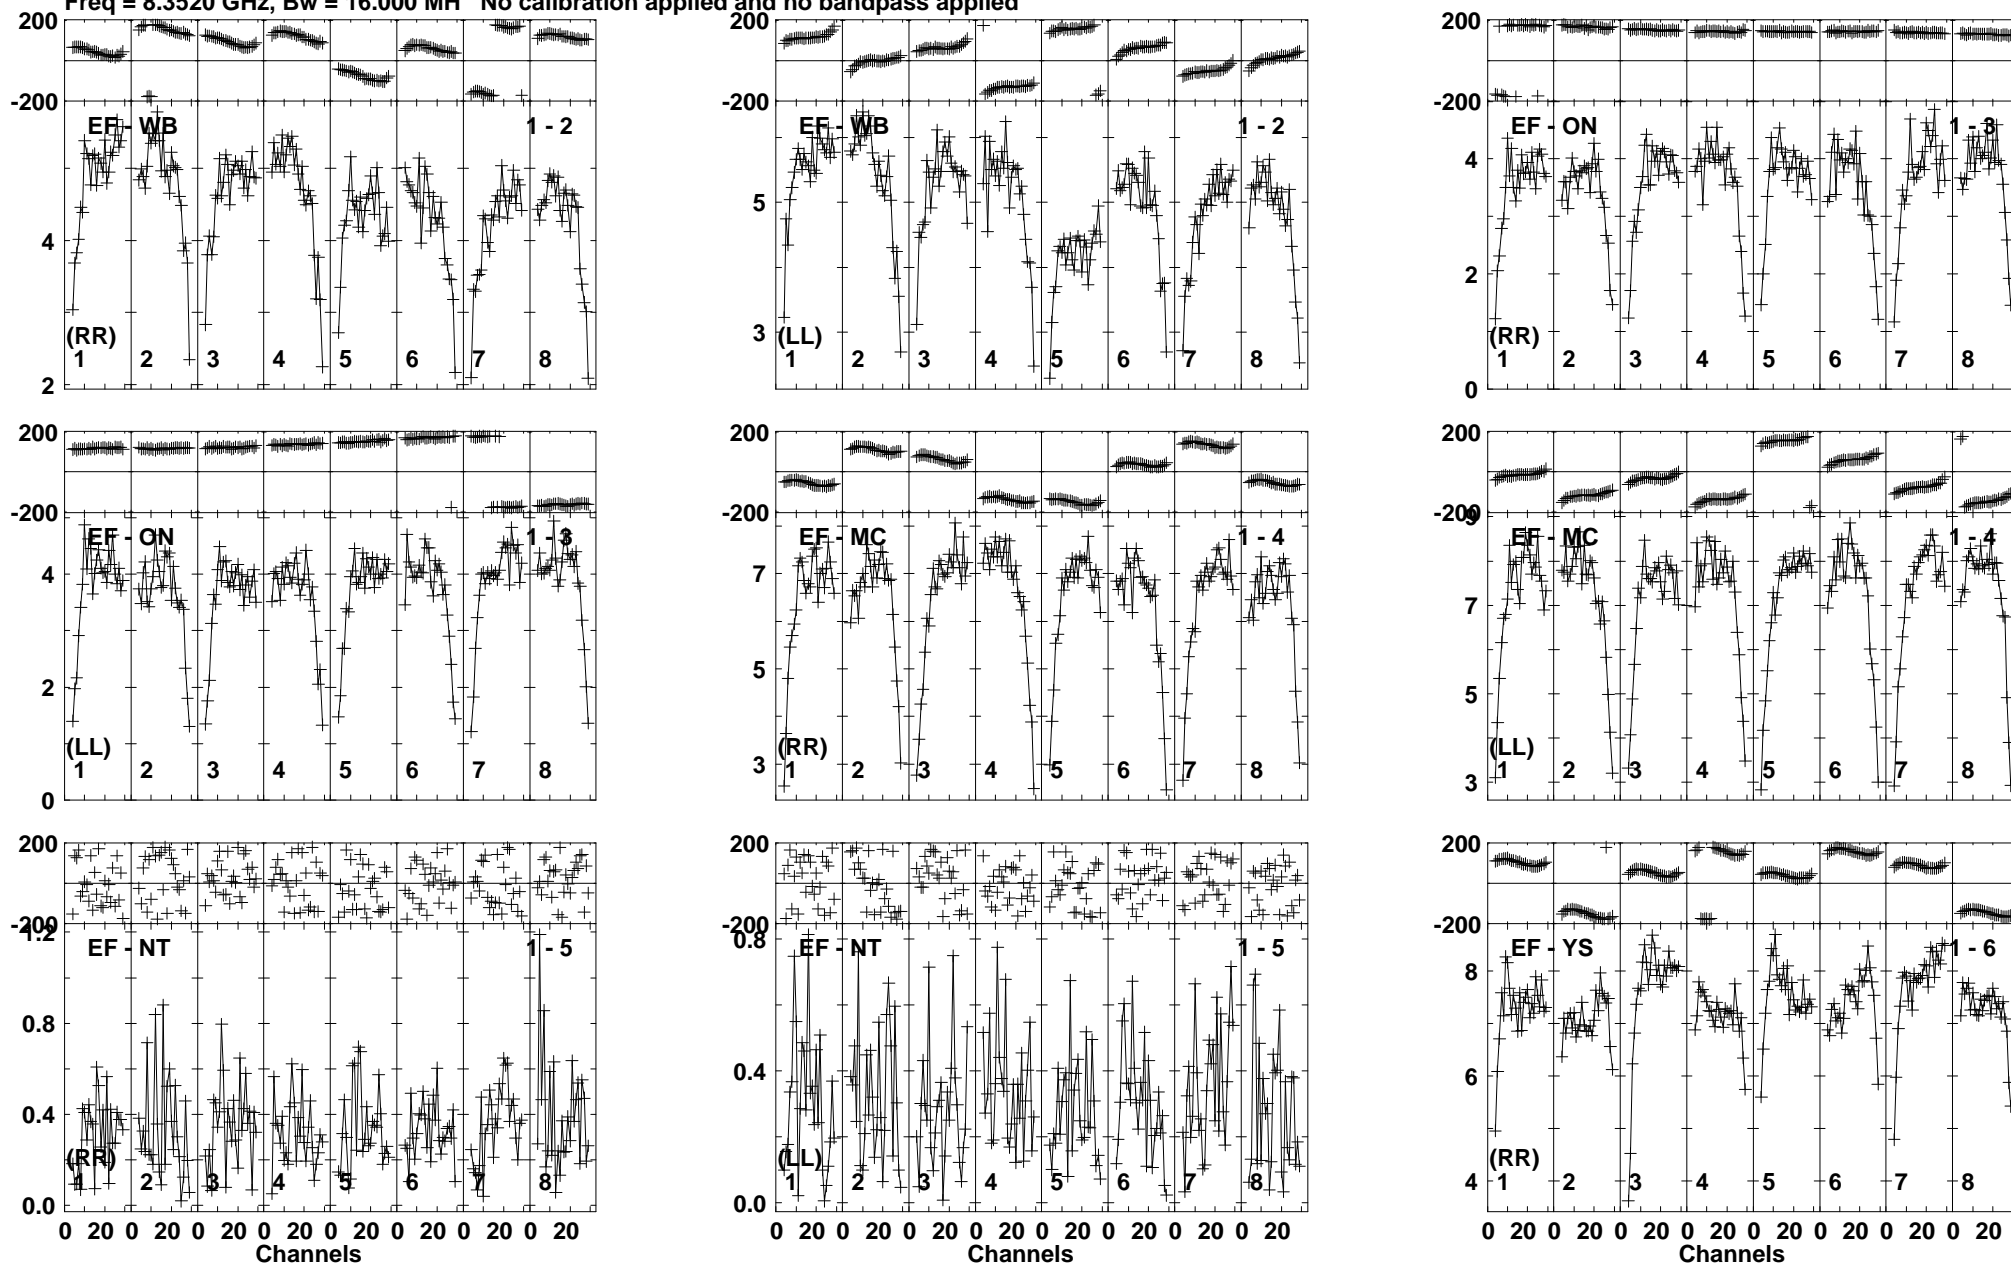 Freq = 8.3520 GHz, Bw = 16.000 MH No calibration applied and no bandpass applied
200 200 200
-200 -200 -200
EF - WB 1 - 2 EF - WB 1 - 2 EF - ON 1 - 3
4 5 4
2
(RR) 3 (LL) (RR)
1 2 3 4 5 6 7 8 1 2 3 4 5 6 7 8 1 2 3 4 5 6 7 8
2 0
200 200 200
-200 -200 -200
9
EF - ON 1 - 3 EF - MC 1 - 4 EF - MC 1 - 4
4 7 7
2 5 5
(LL) (RR) (LL)
1 2 3 4 5 6 7 8 3 1 2 3 4 5 6 7 8 3 1 2 3 4 5 6 7 8
0
200 200 200
-200 -200 -200
1.2 0.8
EF - NT 1 - 5 EF - NT 1 - 5 EF - YS 1 - 6
8
0.8 0.4 6
0.4
(RR) (LL) (RR)
1 2 3 4 5 6 7 8 1 2 3 4 5 6 7 8 4 1 2 3 4 5 6 7 8
0.0 0.0
0 20 0 20 0 20 0 20 0 20 0 20 0 20 0 20 0 20 0 20 0 20 0 20 0 20 0 20 0 20 0 20 0 20 0 20 0 20 0 20 0 20 0 20 0 20 0 20
Channels Channels Channels